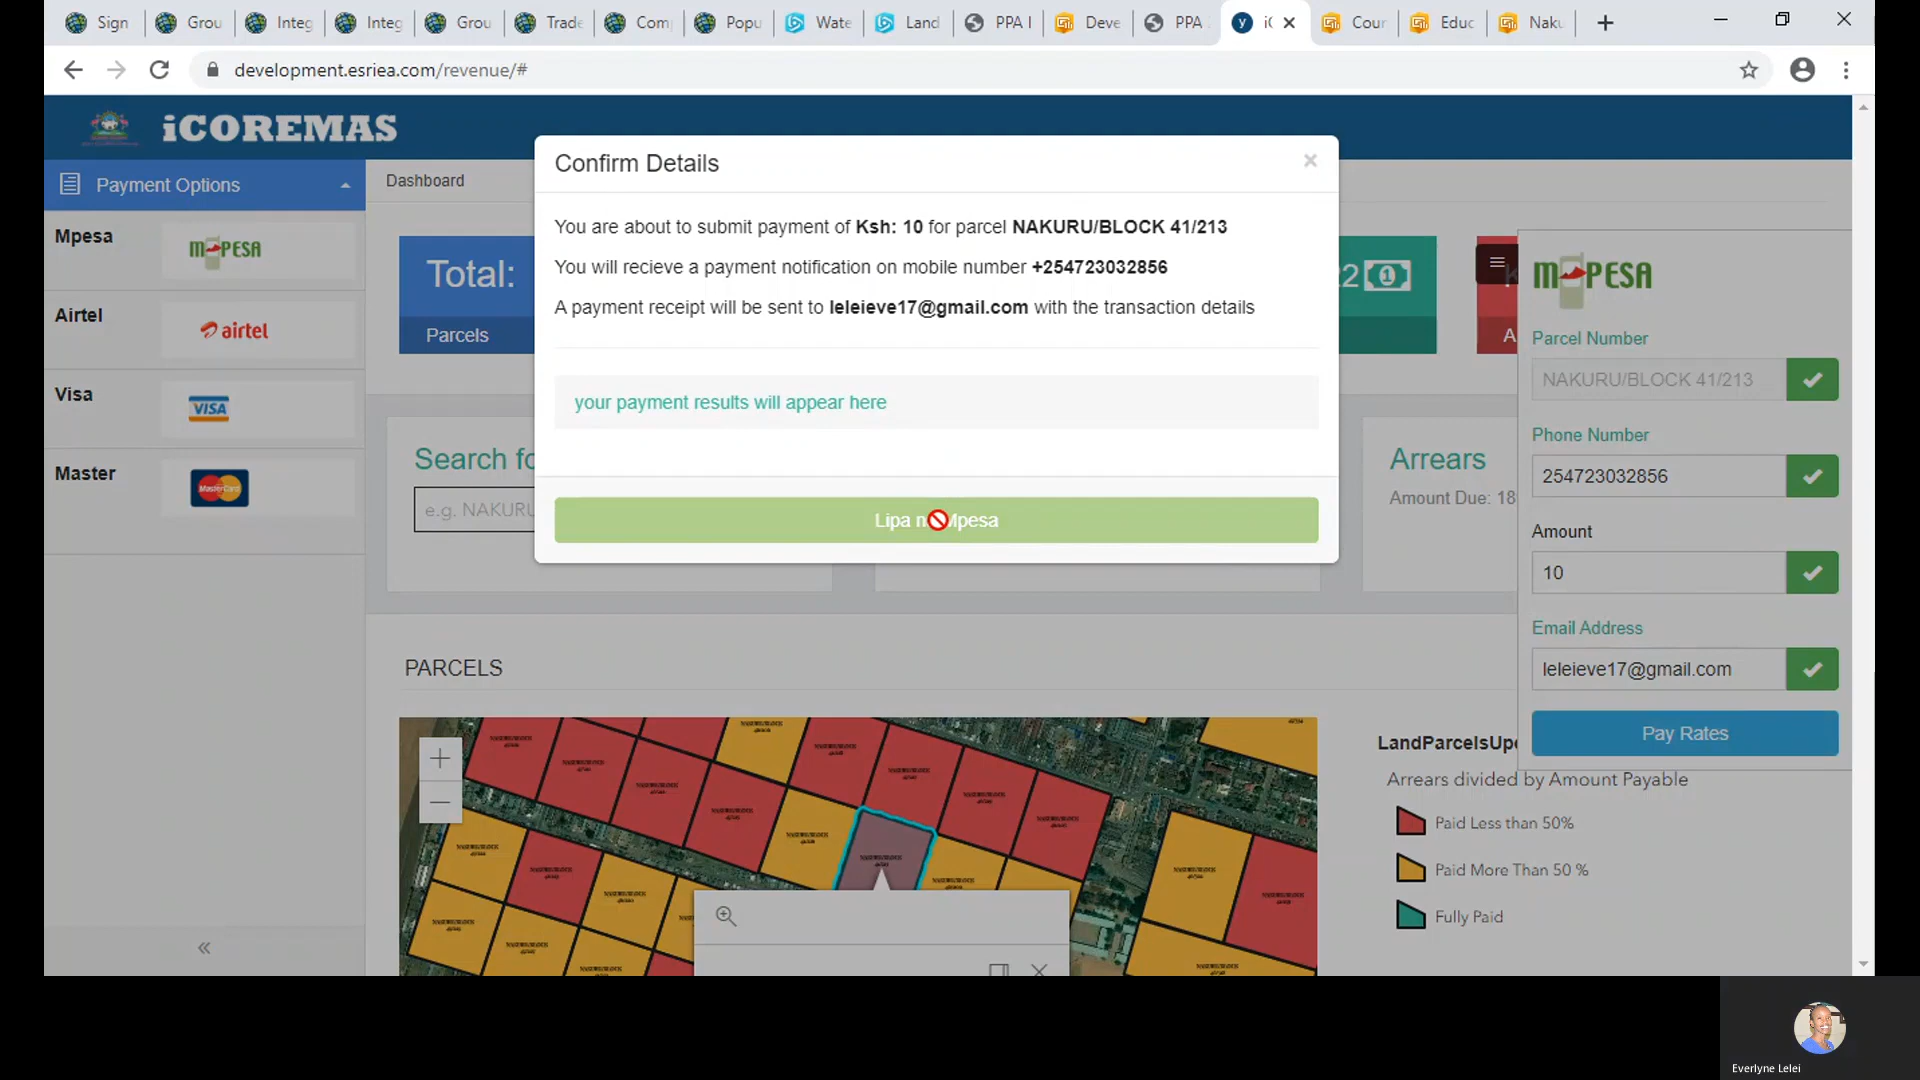 Sign
Grou
Integ
Integ
Grou
Trade
Com
Popu
Wate
Land
PPA I
Deve
PPA
Cour
Educ
Naku
development.esriea.com/revenue/#
iCOREMAS
Payment Options
Dashboard
Mpesa
M-PESA
Airtel
airtel
Visa
VISA
Master
MasterCard
Total:
Parcels
Search fo
e.g. NAKURU
Confirm Details
You are about to submit payment of Ksh: 10 for parcel NAKURU/BLOCK 41/213
You will recieve a payment notification on mobile number +254723032856
A payment receipt will be sent to leleieve17@gmail.com with the transaction details
your payment results will appear here
Lipa n Mpesa
Arrears
Amount Due: 18
M-PESA
Parcel Number
NAKURU/BLOCK 41/213
Phone Number
254723032856
Amount
10
Email Address
leleieve17@gmail.com
Pay Rates
PARCELS
LandParcelsUp
Arrears divided by Amount Payable
Paid Less than 50%
Paid More Than 50 %
Fully Paid
Everlyne Lelei